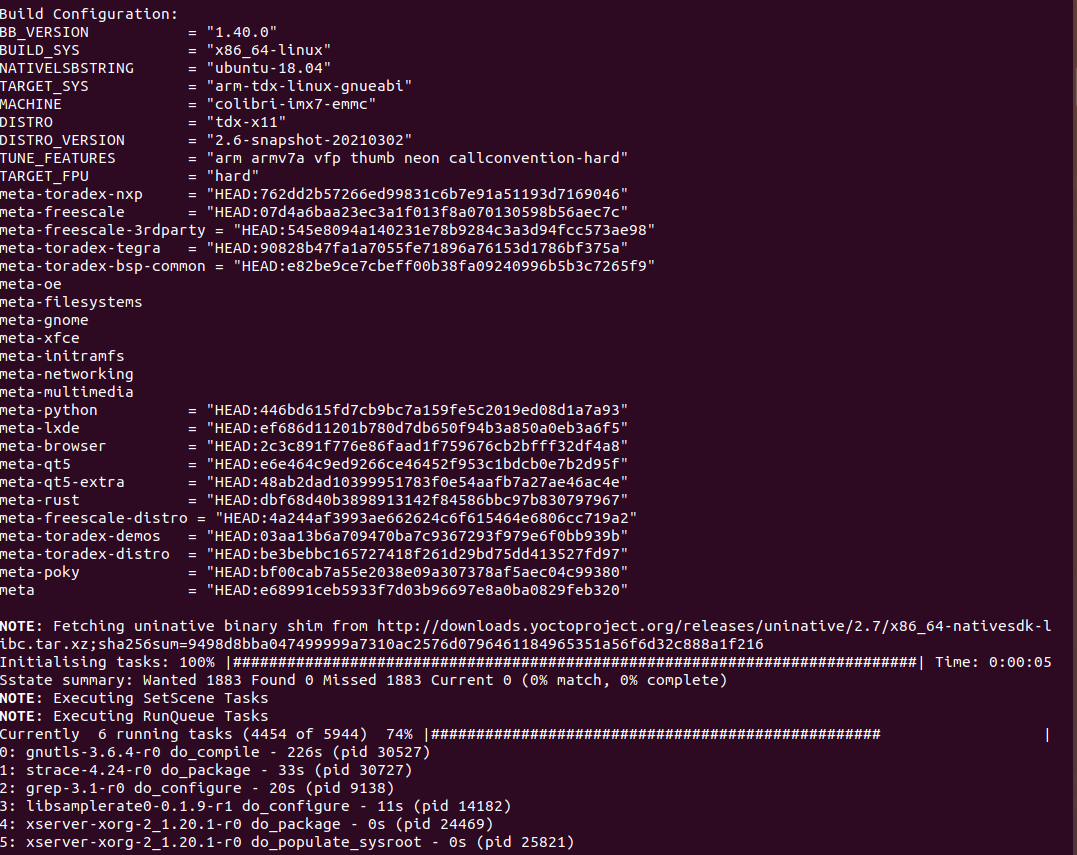 Build Configuration:
BB_VERSION           = "1.40.0"
BUILD_SYS            = "x86_64-linux"
NATIVELSBSTRING      = "ubuntu-18.04"
TARGET_SYS           = "arm-tdx-linux-gnueabi"
MACHINE              = "colibri-imx7-emmc"
DISTRO               = "tdx-x11"
DISTRO_VERSION       = "2.6-snapshot-20210302"
TUNE_FEATURES        = "arm armv7a vfp thumb neon callconvention-hard"
TARGET_FPU           = "hard"
meta-toradex-nxp     = "HEAD:762dd2b57266ed99831c6b7e91a51193d7169046"
meta-freescale       = "HEAD:07d4a6baa23ec3a1f013f8a070130598b56aec7c"
meta-freescale-3rdparty = "HEAD:545e8094a140231e78b9284c3a3d94fcc573ae98"
meta-toradex-tegra   = "HEAD:90828b47fa1a7055fe71896a76153d1786bf375a"
meta-toradex-bsp-common = "HEAD:e82be9ce7cbeff00b38fa09240996b5b3c7265f9"
meta-oe
meta-filesystems
meta-gnome
meta-xfce
meta-initramfs
meta-networking
meta-multimedia
meta-python          = "HEAD:446bd615fd7cb9bc7a159fe5c2019ed08d1a7a93"
meta-lxde            = "HEAD:ef686d11201b780d7db650f94b3a850a0eb3a6f5"
meta-browser         = "HEAD:2c3c891f776e86faad1f759676cb2bfff32df4a8"
meta-qt5             = "HEAD:e6e464c9ed9266ce46452f953c1bdcb0e7b2d95f"
meta-qt5-extra       = "HEAD:48ab2dad10399951783f0e54aafb7a27ae46ac4e"
meta-rust            = "HEAD:dbf68d40b3898913142f84586bbc97b830797967"
meta-freescale-distro = "HEAD:4a244af3993ae662624c6f615464e6806cc719a2"
meta-toradex-demos   = "HEAD:03aa13b6a709470ba7c9367293f979e6f0bb939b"
meta-toradex-distro  = "HEAD:be3bebbc165727418f261d29bd75dd413527fd97"
meta-poky            = "HEAD:bf00cab7a55e2038e09a307378af5aec04c99380"
meta                 = "HEAD:e68991ceb5933f7d03b96697e8a0ba0829feb320"
NOTE: Fetching uninative binary shim from http://downloads.yoctoproject.org/releases/uninative/2.7/x86_64-nativesdk-l
ibc.tar.xz;sha256sum=9498d8bba047499999a7310ac2576d0796461184965351a56f6d32c888a1f216
Initialising tasks: 100% |############################################################################| Time: 0:00:05
Sstate summary: Wanted 1883 Found 0 Missed 1883 Current 0 (0% match, 0% complete)
NOTE: Executing SetScene Tasks
NOTE: Executing RunQueue Tasks
Currently  6 running tasks (4454 of 5944)  74% |##################################################                  |
0: gnutls-3.6.4-r0 do_compile - 226s (pid 30527)
1: strace-4.24-r0 do_package - 33s (pid 30727)
2: grep-3.1-r0 do_configure - 20s (pid 9138)
3: libsamplerate0-0.1.9-r1 do_configure - 11s (pid 14182)
4: xserver-xorg-2_1.20.1-r0 do_package - 0s (pid 24469)
5: xserver-xorg-2_1.20.1-r0 do_populate_sysroot - 0s (pid 25821)